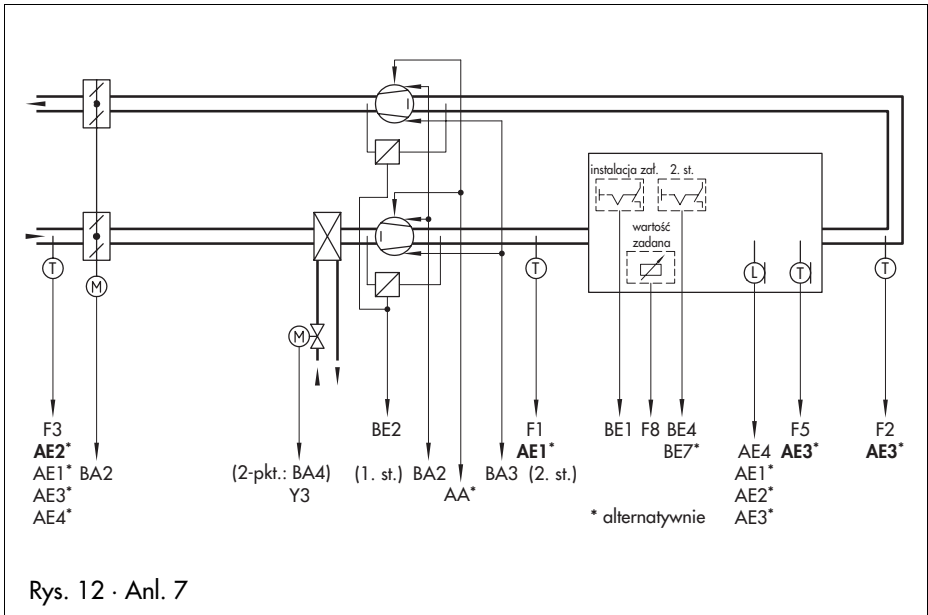 instalacja zał. 2. st.
wartość
zadana
T
T
L
T
T
M
M
F3
AE2*
AE1*
AE3*
AE4*
BA2
(2-pkt.: BA4)
Y3
BE2
(1. st.) BA2
AA*
BA3 (2. st.)
F1
AE1*
BE1 F8 BE4
BE7*
AE4
AE1*
AE2*
AE3*
F5
AE3*
F2
AE3*
* alternatywnie
Rys. 12 · Anl. 7